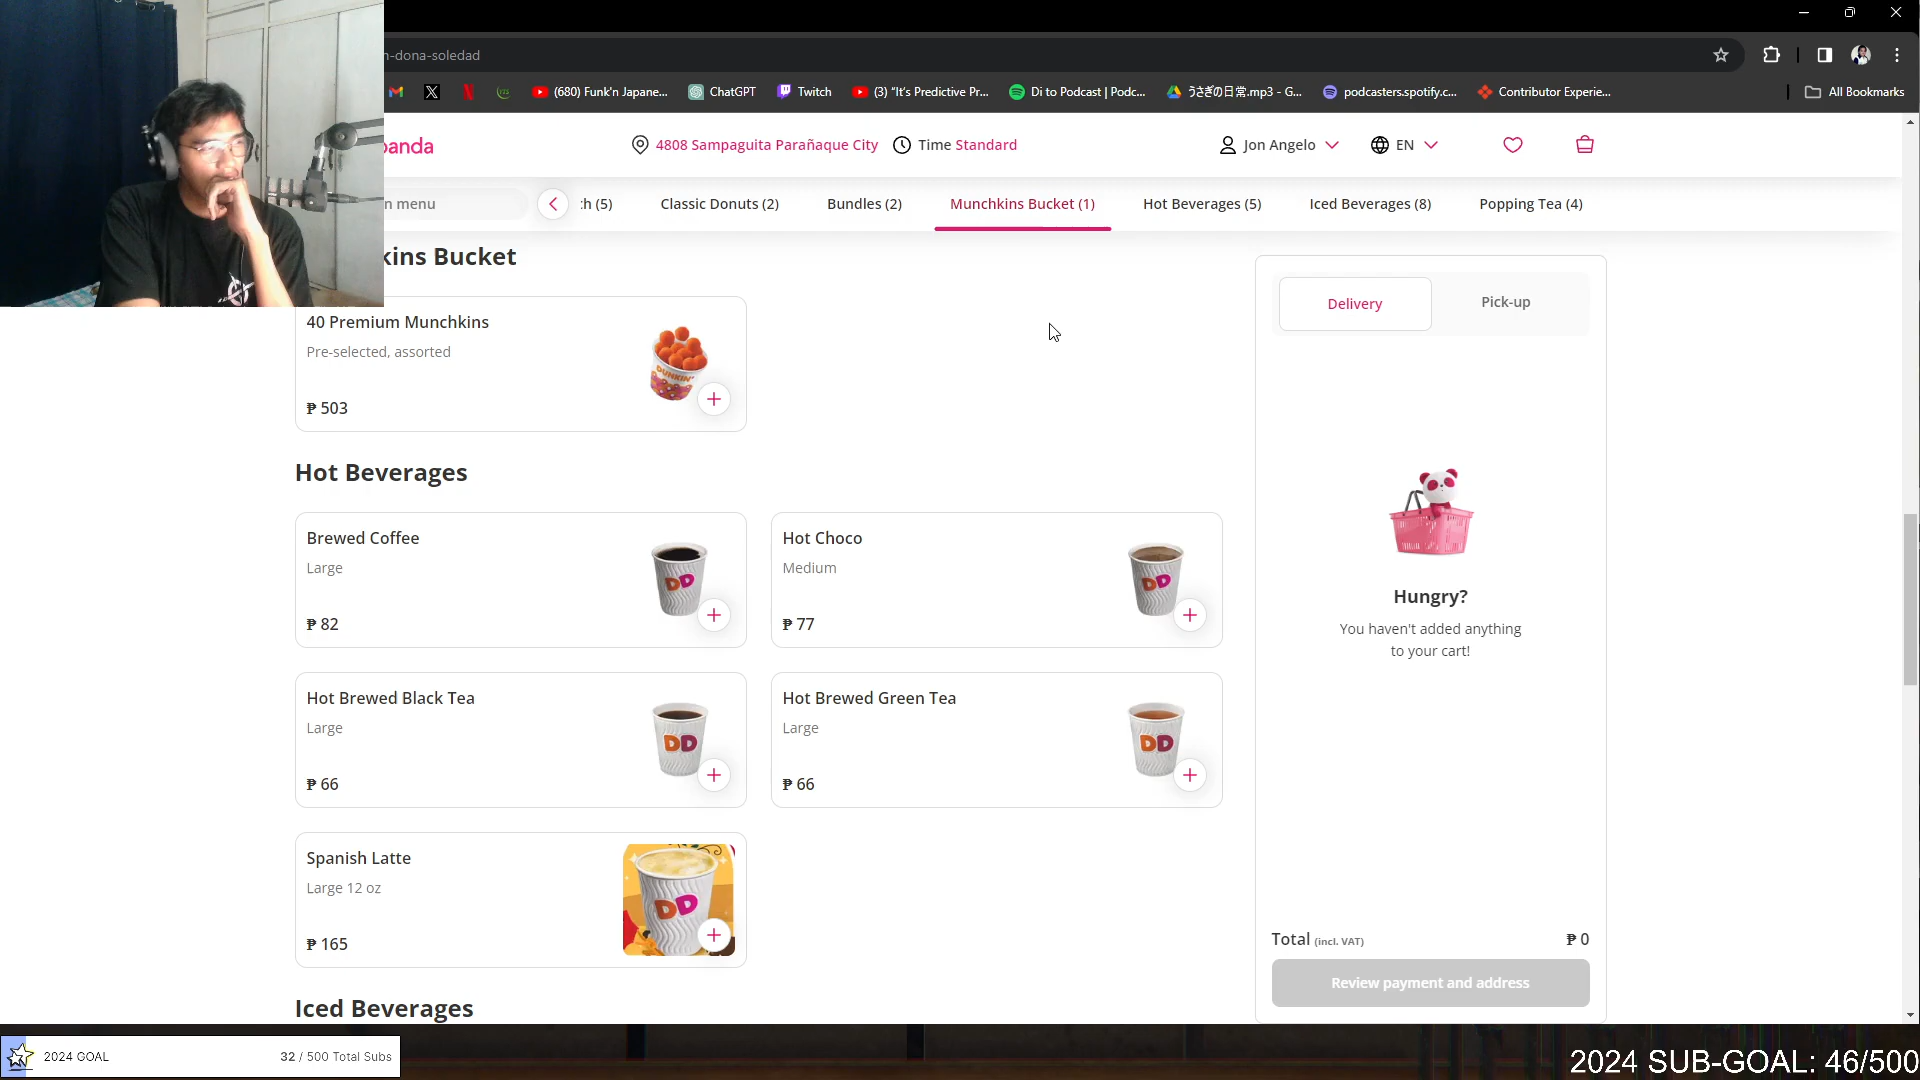 n-dona-soledad
(680) Funk'n Japane...
ChatGPT
Twitch
(3) “It's Predictive Pr...
Di to Podcast | Podc...
うさぎの日常.mp3 - G...
podcasters.spotify.c...
Contributor Experie...
All Bookmarks
panda
4808 Sampaguita Parañaque City
Time Standard
Jon Angelo
EN
n menu
:h (5)
Classic Donuts (2)
Bundles (2)
Munchkins Bucket (1)
Hot Beverages (5)
Iced Beverages (8)
Popping Tea (4)
kins Bucket
40 Premium Munchkins
Pre-selected, assorted
₱ 503
DUNKIN'
Hot Beverages
Brewed Coffee
Large
₱ 82
DD
Hot Choco
Medium
₱ 77
DD
Hot Brewed Black Tea
Large
₱ 66
DD
Hot Brewed Green Tea
Large
₱ 66
DD
Spanish Latte
Large 12 oz
₱ 165
DD
Iced Beverages
Delivery
Pick-up
Hungry?
You haven't added anything
to your cart!
Total (incl. VAT)
₱ 0
Review payment and address
2024 GOAL
32 / 500 Total Subs
2024 SUB-GOAL: 46/500